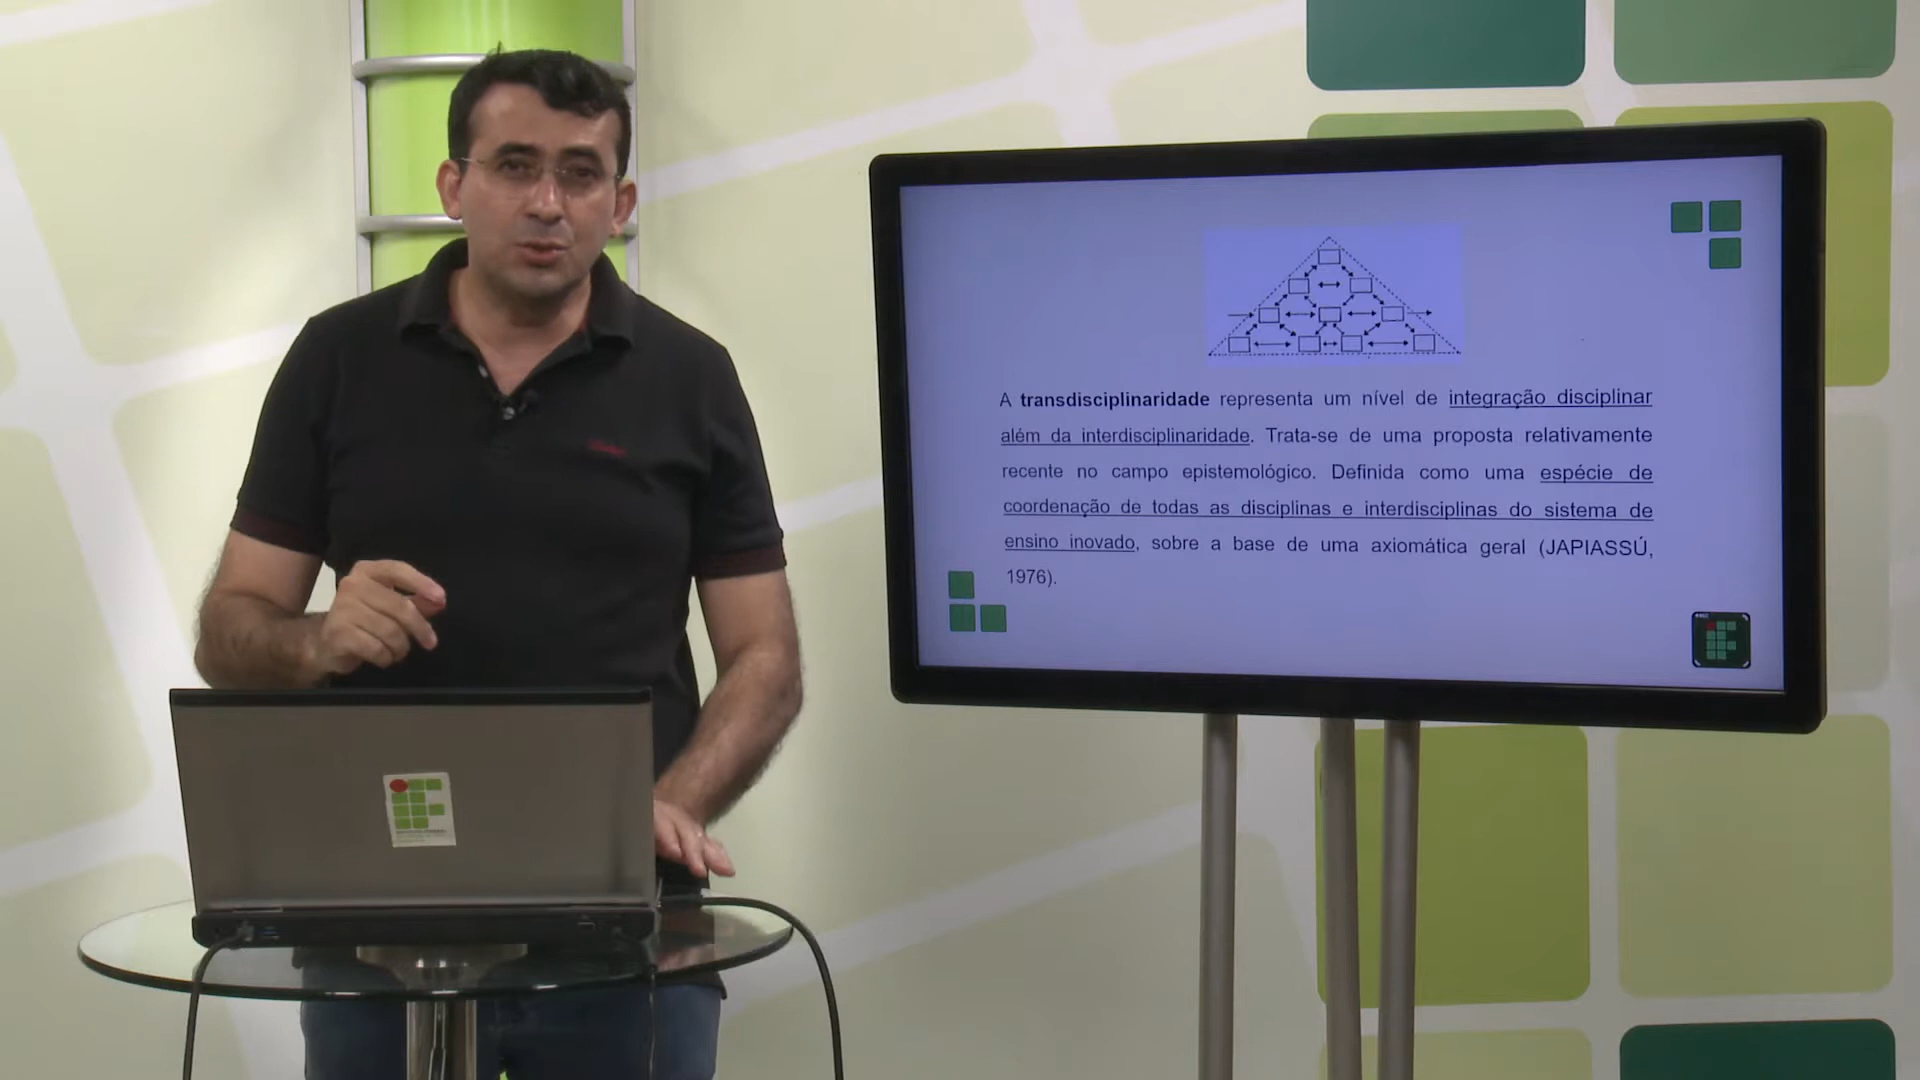 A transdisciplinaridade representa um nível de integração disciplinar
além da interdisciplinaridade. Trata-se de uma proposta relativamente
recente no campo epistemológico. Definida como uma espécie de
coordenação de todas as disciplinas e interdisciplinas do sistema de
ensino inovado, sobre a base de uma axiomática geral (JAPIASSÚ,
1976).